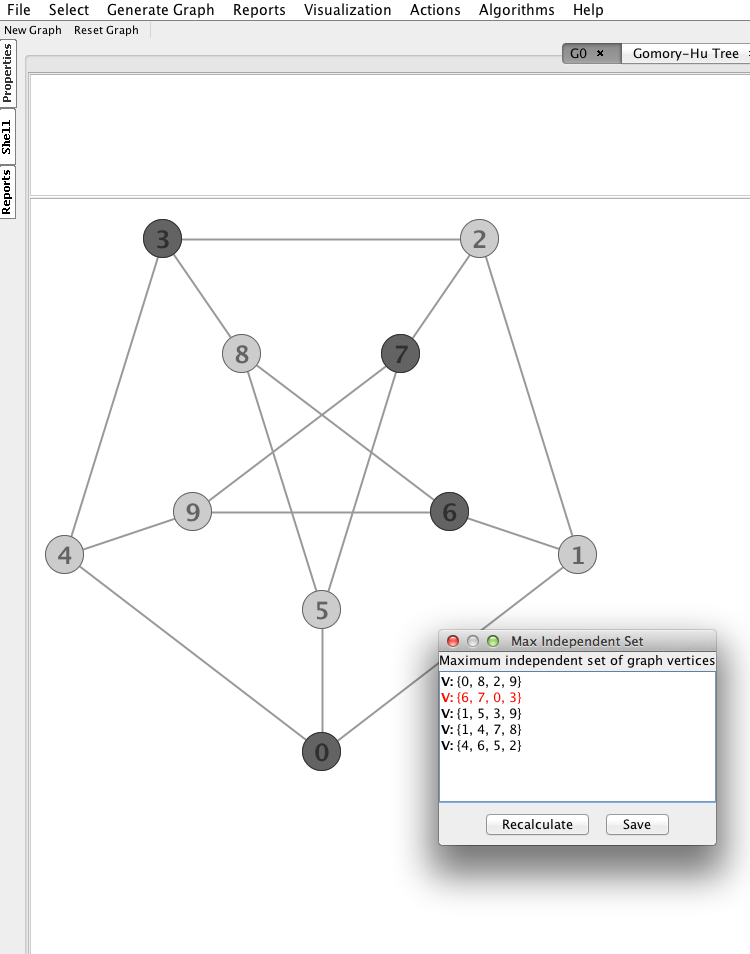 File Select Generate Graph Reports Visualization Actions Algorithms Help
New Graph Reset Graph
Properties
Shell
Reports
G0 × Gomory-Hu Tree
3
2
8
7
9
6
4
1
5
0
Max Independent Set
Maximum independent set of graph vertices
V: {0, 8, 2, 9}
V: {6, 7, 0, 3}
V: {1, 5, 3, 9}
V: {1, 4, 7, 8}
V: {4, 6, 5, 2}
Recalculate Save